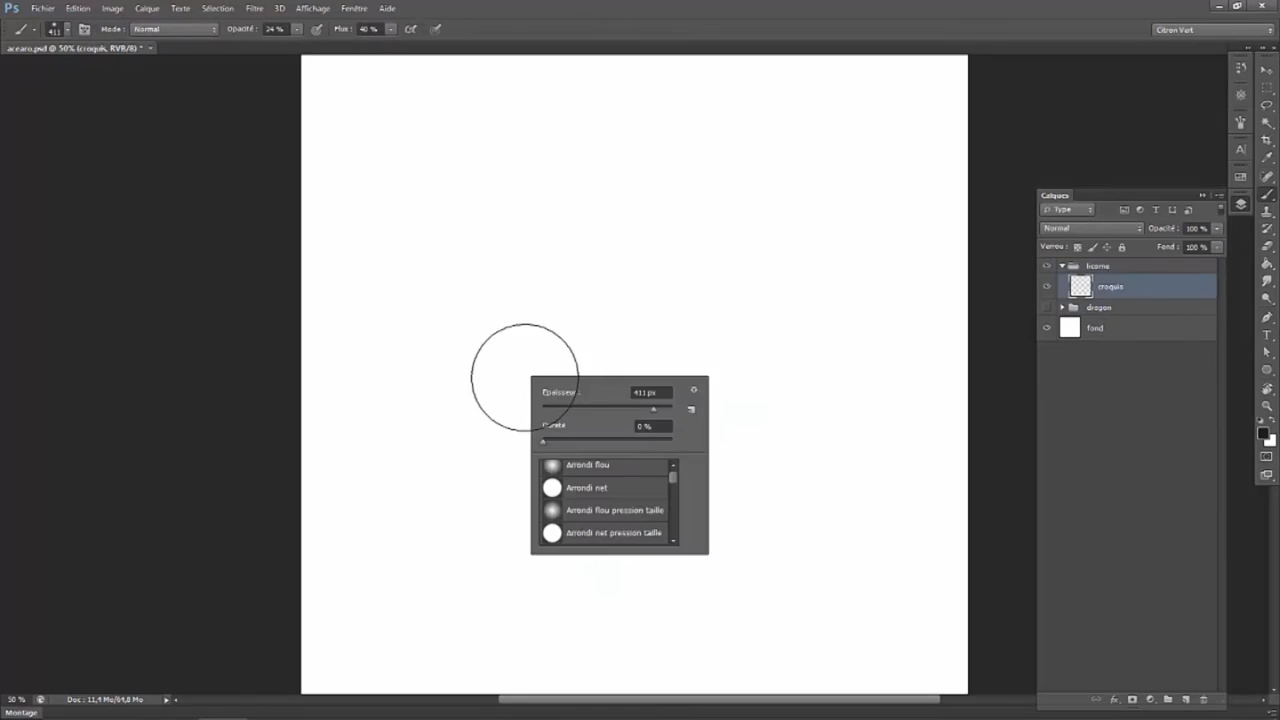 Ps Fichier Edition Image Calque Texte Sélection Filtre 3D Affichage Fenêtre Aide
411 Mode : Normal Opacité : 24 % Flux : 40 % Citron Vert
acearo.psd @ 50% (croquis, RVB/8) *
Calques
Type
Normal Opacité : 100 %
Verrou : Fond : 100 %
licorne
croquis
dragon
fond
Epaisseur : 411 px
Dureté 0 %
Arrondi flou
Arrondi net
Arrondi flou pression taille
Arrondi net pression taille
50 % Doc : 11,4 Mo/64,8 Mo
Montage